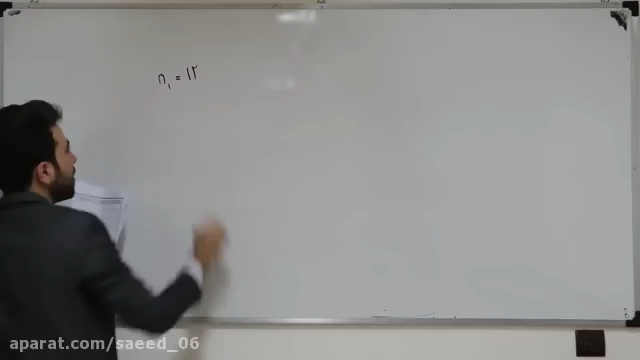 n₁ = ۱۲
aparat.com/saeed_06